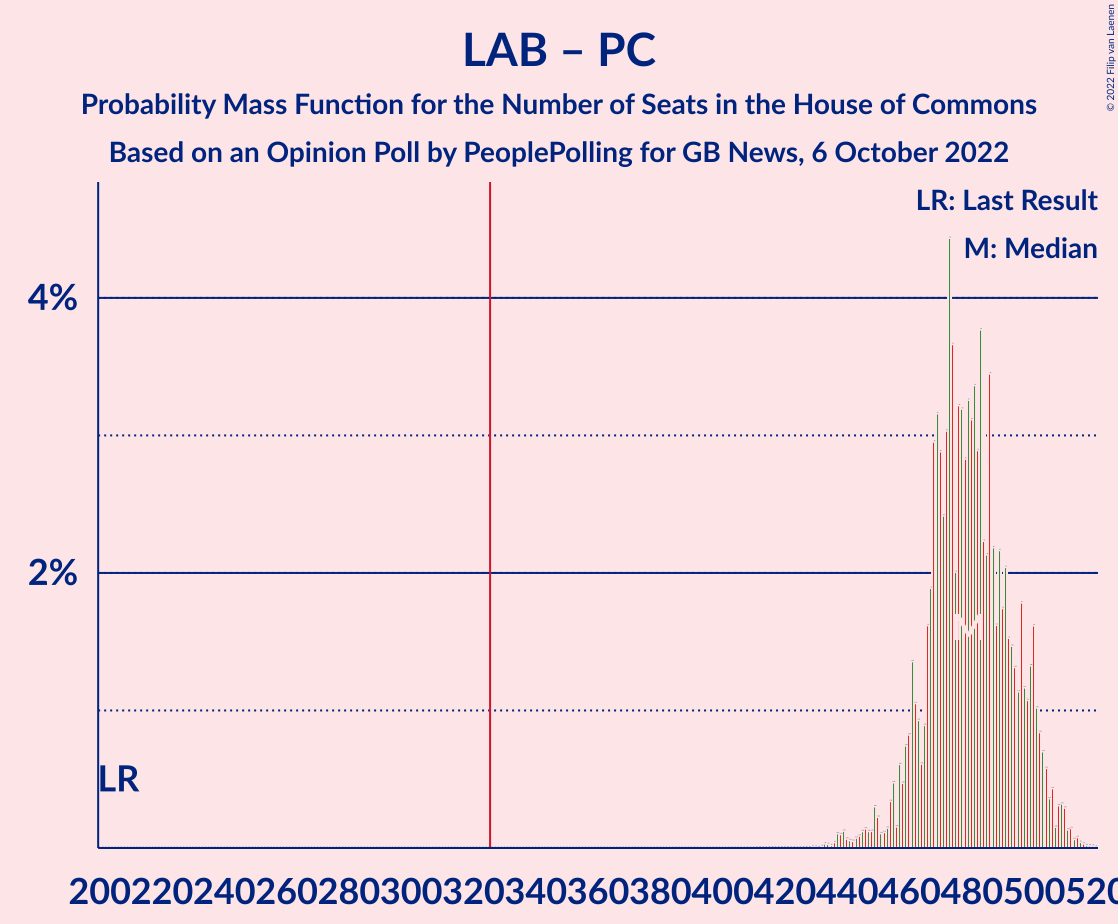 LAB – PC
Probability Mass Function for the Number of Seats in the House of Commons
Based on an Opinion Poll by PeoplePolling for GB News, 6 October 2022
© 2022 Filip van Laenen
LR: Last Result
M: Median
4%
2%
LR
M
200220240260280300320340360380400420440460480500520